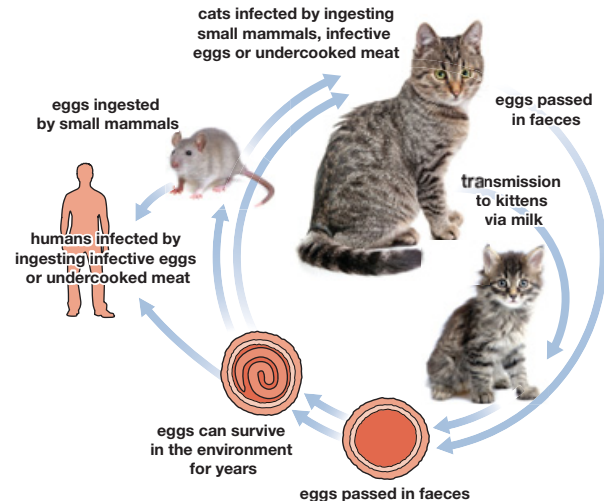 cats infected by ingesting
small mammals, infective
eggs or undercooked meat
eggs ingested
by small mammals
eggs passed
in faeces
transmission
to kittens
via milk
humans infected by
ingesting infective eggs
or undercooked meat
eggs can survive
in the environment
for years
eggs passed in faeces